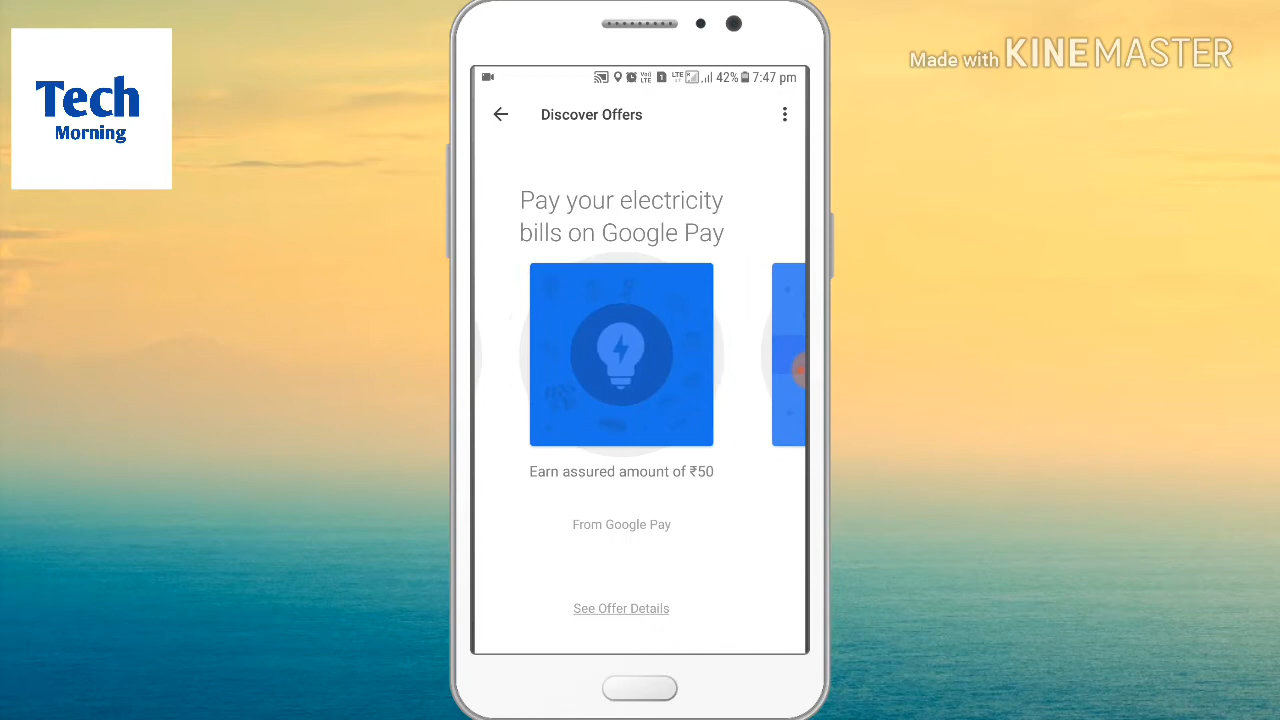 Tech
Morning
Made with KINEMASTER
LTE 42% 7:47 pm
Discover Offers
Pay your electricity
bills on Google Pay
Earn assured amount of ₹50
From Google Pay
See Offer Details